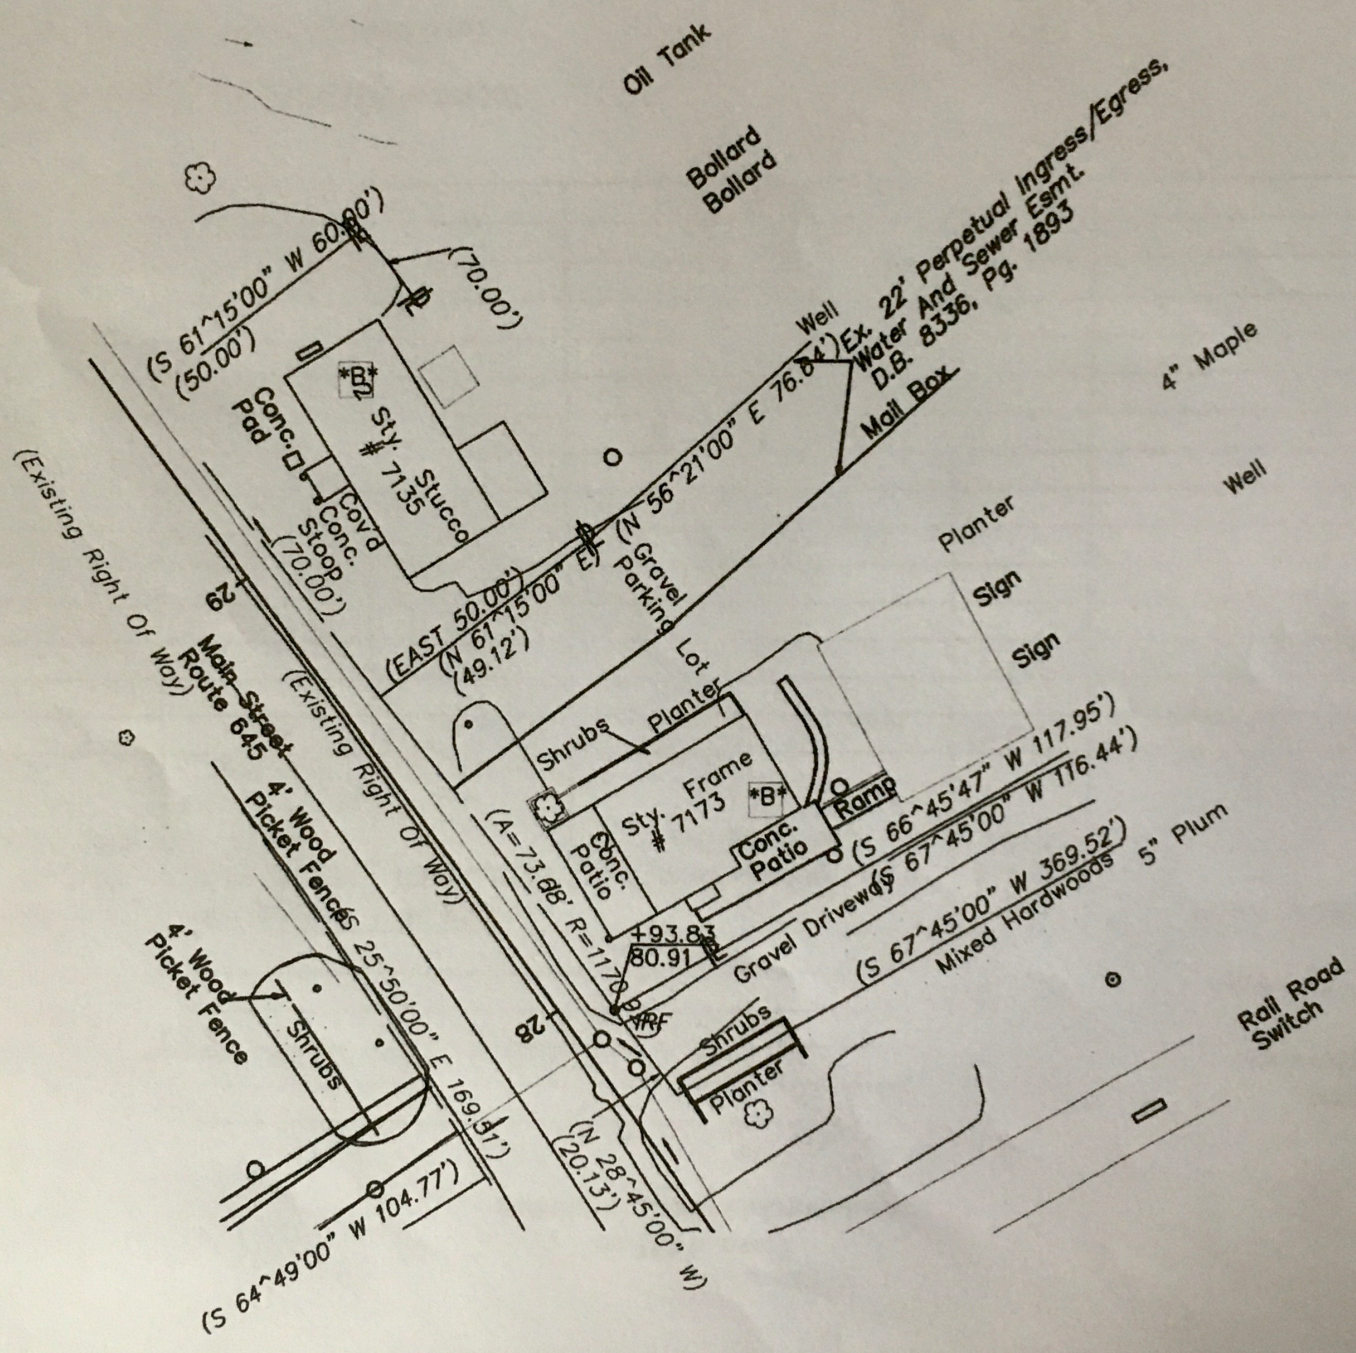 Oil Tank
Bollard
Bollard
(S 61^15'00" W 60.00')
(50.00')
(70.00')
Well
Ex. 22' Perpetual Ingress/Egress,
Water And Sewer Esmt.
D.B. 8336, Pg. 1893
Mail Box
4" Maple
Well
Conc.
Pad
*B*
2 Sty. Stucco
# 7135
Cov'd
Conc.
Stoop
(70.00')
(N 56^21'00" E 76.84')
Gravel
Parking
Lot
(EAST 50.00')
(N 61^15'00" E)
(49.12')
Planter
Sign
Sign
(Existing Right Of Way)
29
Main Street
Route 645
(Existing Right Of Way)
4' Wood
Picket Fence
Shrubs
Planter
Sty. Frame
# 7173
*B*
Conc.
Patio
Conc.
Patio
Ramp
(S 66^45'47" W 117.95')
(S 67^45'00" W 116.44')
(A=73.68' R=1170.92')
+93.83
80.91
IRF
Gravel Driveway
(S 67^45'00" W 369.52')
Mixed Hardwoods
5" Plum
4' Wood
Picket Fence
Shrubs
(S 25^50'00" E 169.51')
28
Shrubs
Planter
Rail Road
Switch
(N 28^45'00" W)
(20.13')
(S 64^49'00" W 104.77')